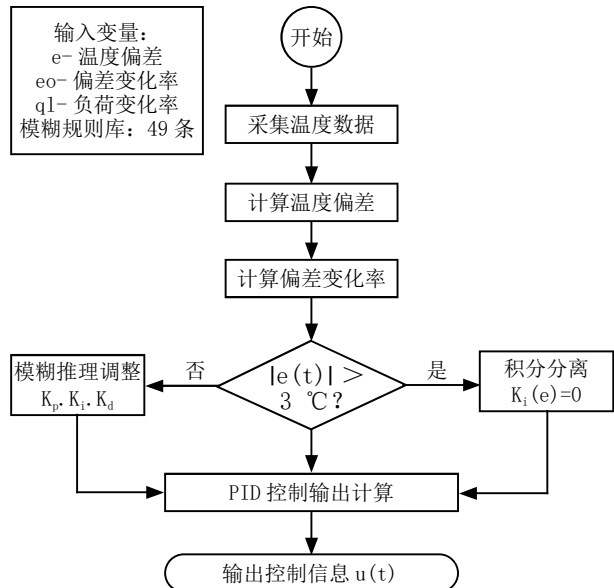 输入变量：
e- 温度偏差
eo- 偏差变化率
ql- 负荷变化率
模糊规则库：49 条
开始
采集温度数据
计算温度偏差
计算偏差变化率
|e(t)| >
3 ℃?
否
是
模糊推理调整
Kp.Ki.Kd
积分分离
Ki(e)=0
PID 控制输出计算
输出控制信息 u(t)